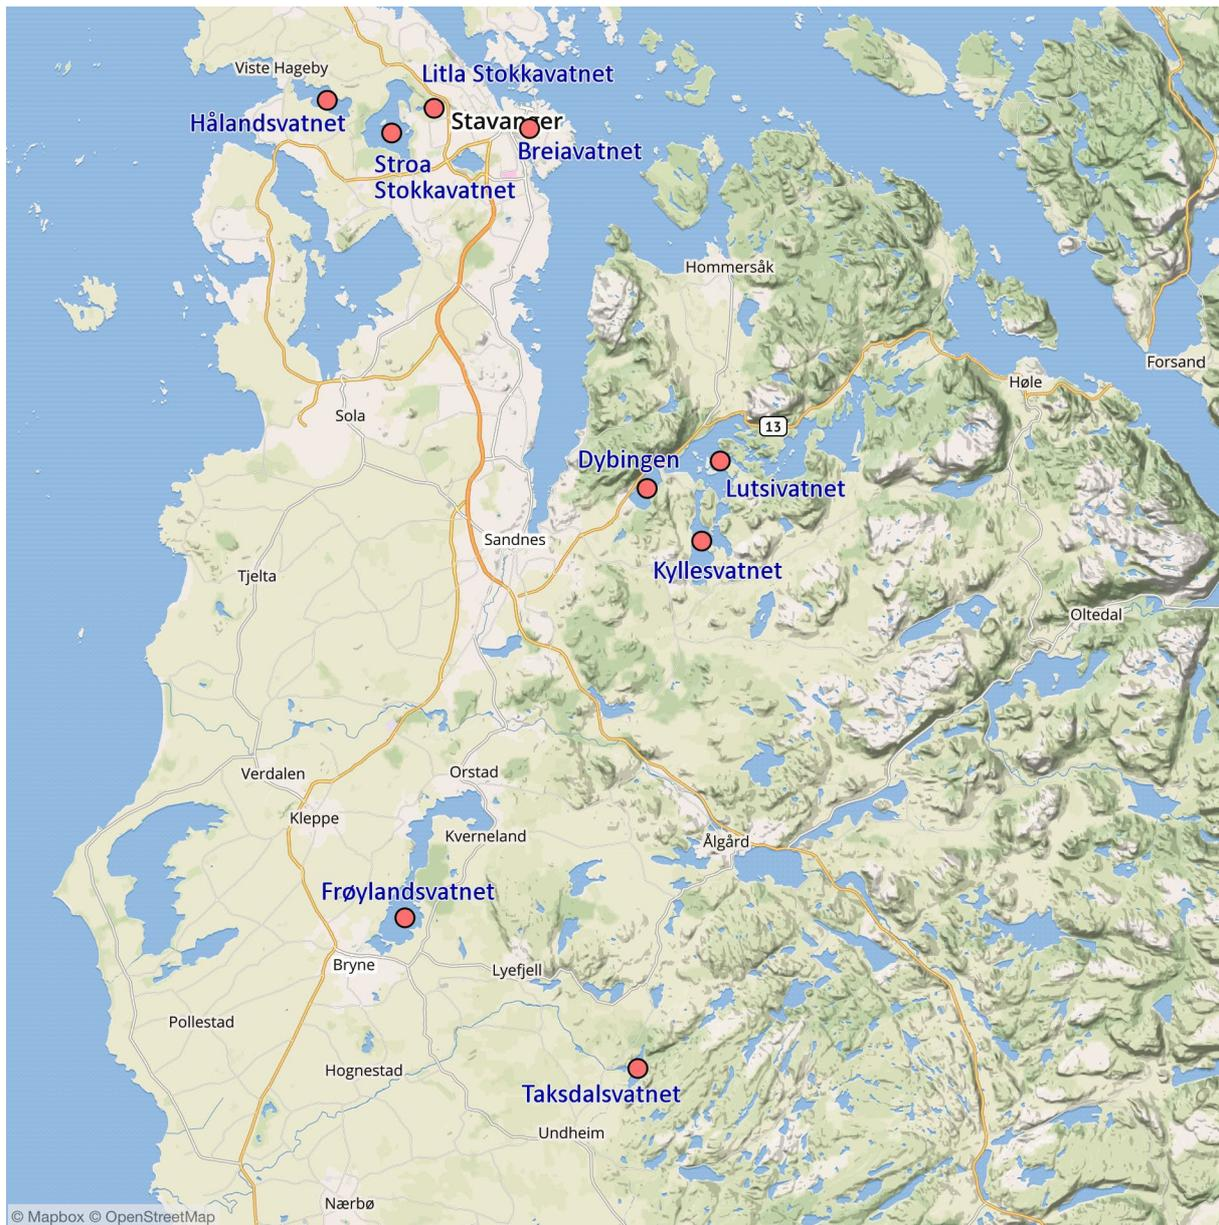 Viste Hageby
Litla Stokkavatnet
Hålandsvatnet
Stavanger
Breiavatnet
Stroa
Stokkavatnet
Hommersåk
Forsand
Høle
Sola
13
Dybingen
Lutsivatnet
Sandnes
Kyllesvatnet
Tjelta
Oltedal
Verdalen
Orstad
Kleppe
Kverneland
Ålgård
Frøylandsvatnet
Bryne
Lyefjell
Pollestad
Hognestad
Taksdalsvatnet
Undheim
Nærbø
© Mapbox © OpenStreetMap